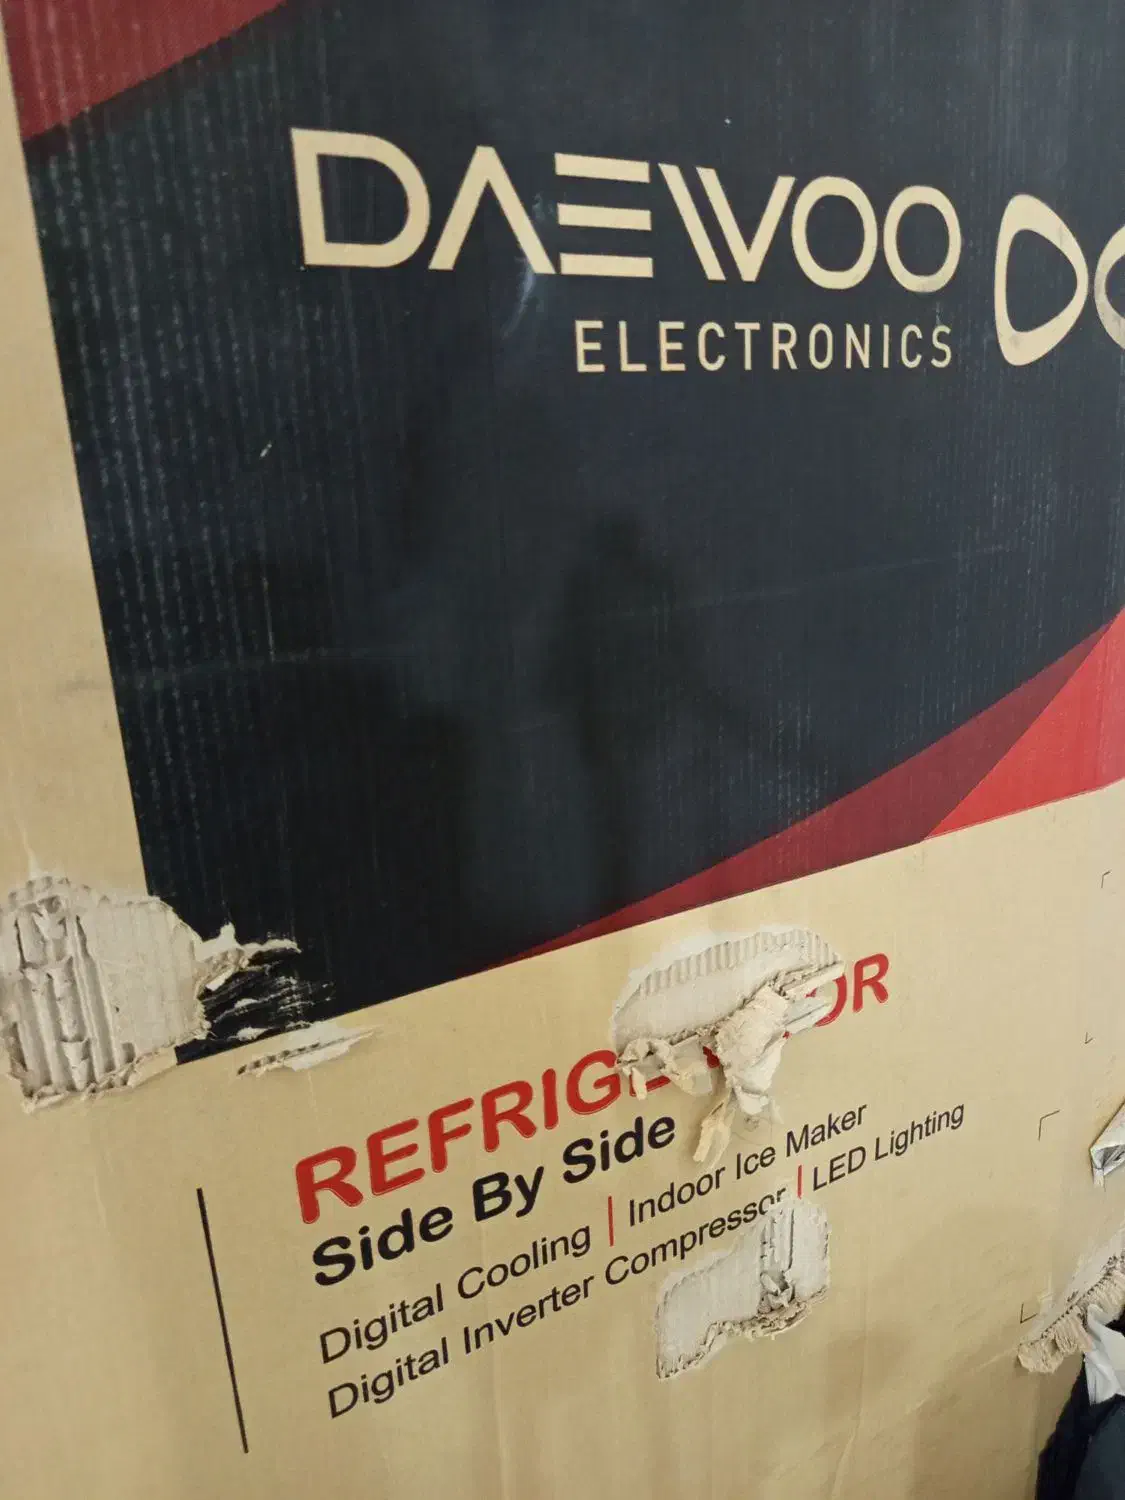 DAEWOO
ELECTRONICS
Side By Side
Digital Cooling | Indoor Ice Maker
Digital Inverter Compressor | LED Lighting